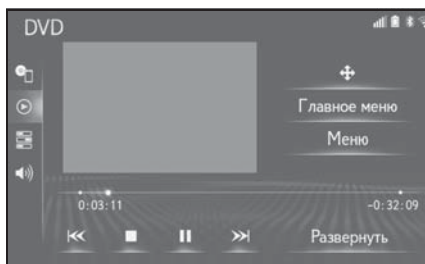 DVD
Главное меню
Меню
0:03:11
-0:32:09
Развернуть